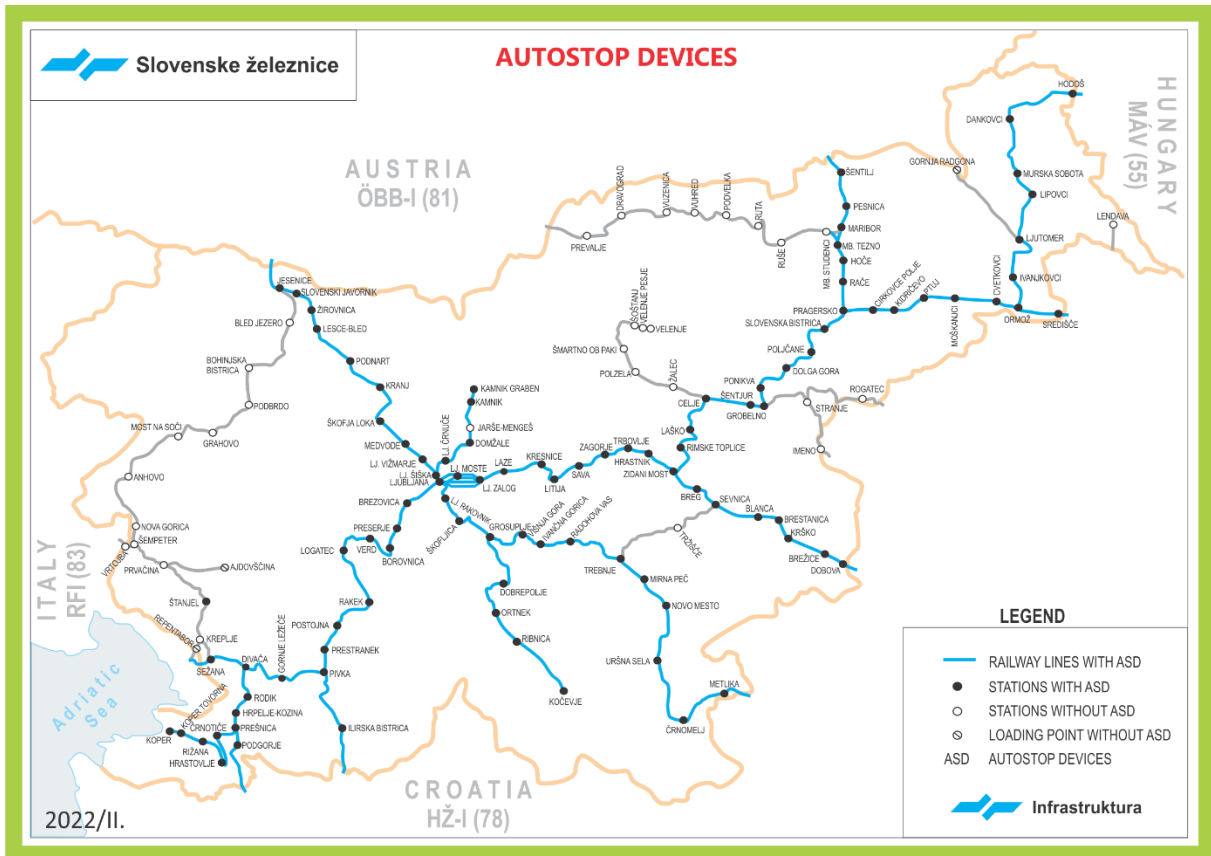 Slovenske železnice
AUTOSTOP DEVICES
HUNGARY
MÁV (55)
AUSTRIA
ÖBB-I (81)
ITALY
RFI (83)
CROATIA
HŽ-I (78)
Adriatic
Sea
HODOŠ
DANKOVCI
MURSKA SOBOTA
LIPOVCI
GORNJA RADGONA
LENDAVA
LJUTOMER
IVANJKOVCI
CVETKOVCI
ORMOŽ
SREDIŠČE
MOŠKANJCI
PTUJ
KIDRIČEVO
CIRKOVCE POLJE
PRAGERSKO
ŠENTILJ
PESNICA
MARIBOR
MB. TEZNO
HOČE
RAČE
MB. STUDENCI
RUŠE
RUTA
PODVELKA
VUHRED
VUZENICA
DRAVOGRAD
PREVALJE
SLOVENSKA BISTRICA
POLJČANE
DOLGA GORA
PONIKVA
ŠENTJUR
GROBELNO
STRANJE
ROGATEC
IMENO
ŠOŠTANJ
VELENJE PESJE
VELENJE
ŠMARTNO OB PAKI
POLZELA
ŽALEC
CELJE
LAŠKO
RIMSKE TOPLICE
ZIDANI MOST
HRASTNIK
TRBOVLJE
ZAGORJE
SAVA
LITIJA
KRESNICE
LAZE
LJ. ZALOG
LJ. MOSTE
BREG
SEVNICA
BLANCA
BRESTANICA
KRŠKO
BREŽICE
DOBOVA
TRŽIŠČE
JESENICE
SLOVENSKI JAVORNIK
ŽIROVNICA
LESCE-BLED
PODNART
KRANJ
ŠKOFJA LOKA
MEDVODE
LJ. VIŽMARJE
LJ. ŠIŠKA
LJUBLJANA
LJ. ČRNUČE
KAMNIK GRABEN
KAMNIK
JARŠE-MENGEŠ
DOMŽALE
BLED JEZERO
BOHINJSKA
BISTRICA
PODBRDO
GRAHOVO
MOST NA SOČI
ANHOVO
NOVA GORICA
ŠEMPETER
VRTOJBA
PRVAČINA
AJDOVŠČINA
ŠTANJEL
KREPLJE
REPENTABOR
SEŽANA
DIVAČA
GORNJE LEŽEČE
RODIK
HRPELJE-KOZINA
PREŠNICA
PODGORJE
ČRNOTIČE
KOPER TOVORNA
KOPER
RIŽANA
HRASTOVLJE
BREZOVICA
PRESERJE
BOROVNICA
VERD
LOGATEC
RAKEK
POSTOJNA
PRESTRANEK
PIVKA
ILIRSKA BISTRICA
LJ. RAKOVNIK
ŠKOFLJICA
GROSUPLJE
VIŠNJA GORA
IVANČNA GORICA
RADOHOVA VAS
TREBNJE
MIRNA PEČ
NOVO MESTO
URŠNA SELA
ČRNOMELJ
METLIKA
DOBREPOLJE
ORTNEK
RIBNICA
KOČEVJE
LEGEND
RAILWAY LINES WITH ASD
STATIONS WITH ASD
STATIONS WITHOUT ASD
LOADING POINT WITHOUT ASD
ASD AUTOSTOP DEVICES
Infrastruktura
2022/II.